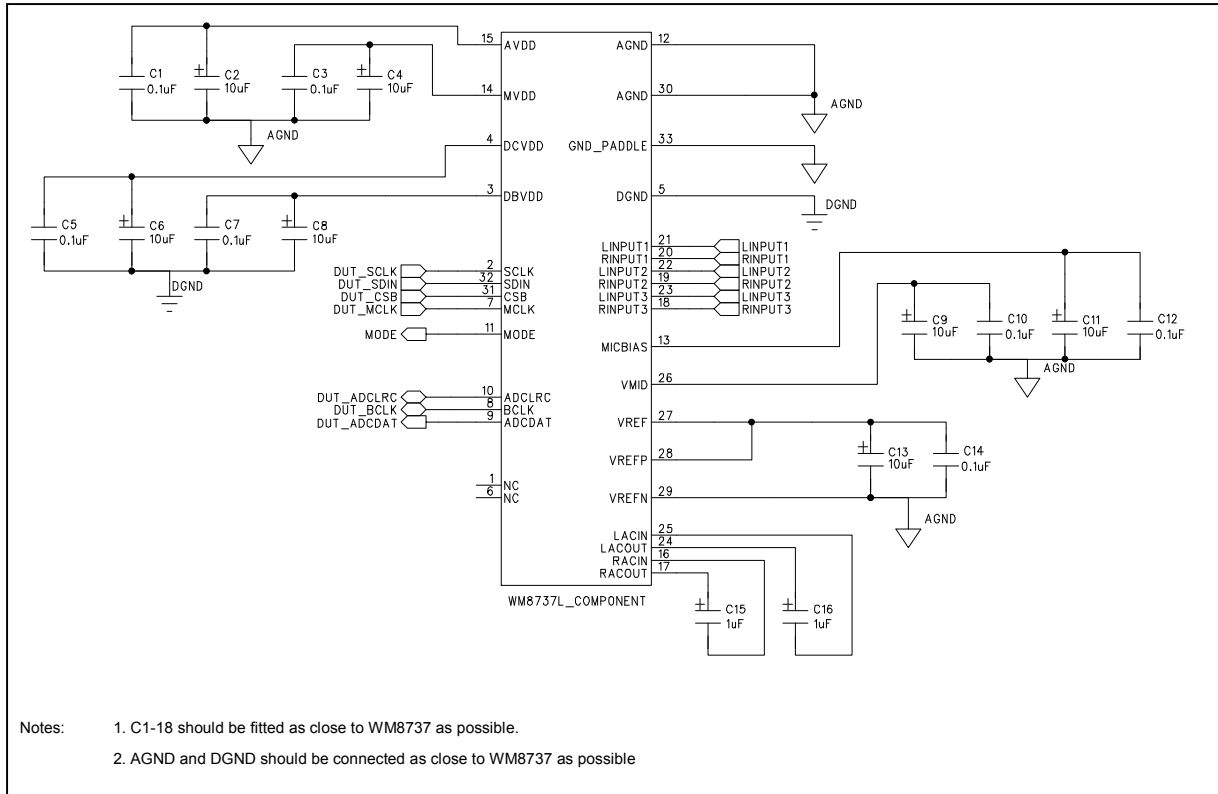 15 AVDD
AGND 12
C1
0.1uF
C2
10uF
C3
0.1uF
C4
10uF
14 MVDD
AGND 30
AGND
AGND
4 DCVDD
GND_PADDLE 33
3 DBVDD
DGND 5
DGND
C5
0.1uF
C6
10uF
C7
0.1uF
C8
10uF
DGND
LINPUT1 21 LINPUT1
RINPUT1 20 RINPUT1
LINPUT2 22 LINPUT2
RINPUT2 19 RINPUT2
LINPUT3 23 LINPUT3
RINPUT3 18 RINPUT3
DUT_SCLK 2 SCLK
DUT_SDIN 32 SDIN
DUT_CSB 31 CSB
DUT_MCLK 7 MCLK
MODE 11 MODE
MICBIAS 13
C9
10uF
C10
0.1uF
C11
10uF
C12
0.1uF
AGND
VMID 26
DUT_ADCLRC 10 ADCLRC
DUT_BCLK 8 BCLK
DUT_ADCDAT 9 ADCDAT
VREF 27
VREFP 28
C13
10uF
C14
0.1uF
1 NC
6 NC
VREFN 29
AGND
LACIN 25
LACOUT 24
RACIN 16
RACOUT 17
WM8737L_COMPONENT
C15
1uF
C16
1uF
Notes: 1. C1-18 should be fitted as close to WM8737 as possible.
2. AGND and DGND should be connected as close to WM8737 as possible